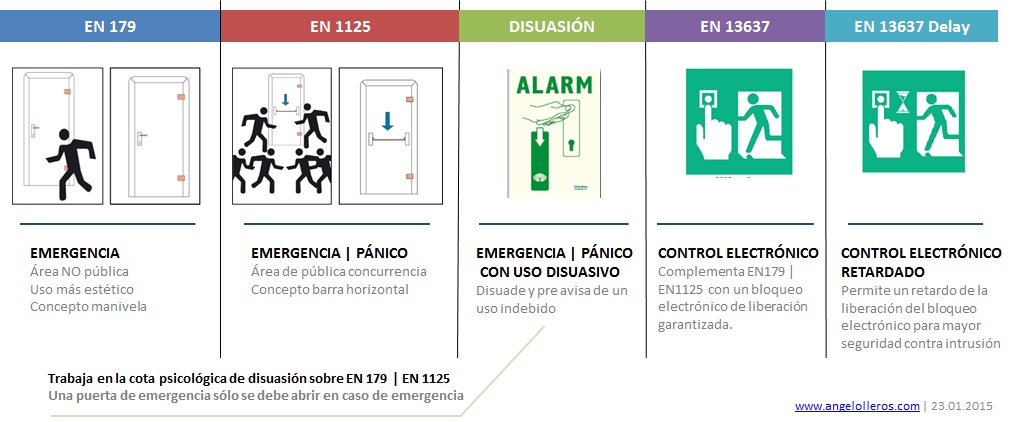 EN 179
EN 1125
DISUASIÓN
EN 13637
EN 13637 Delay
ALARM
EMERGENCIA
Área NO pública
Uso más estético
Concepto manivela
EMERGENCIA | PÁNICO
Área de pública concurrencia
Concepto barra horizontal
EMERGENCIA | PÁNICO
CON USO DISUASIVO
Disuade y pre avisa de un
uso indebido
CONTROL ELECTRÓNICO
Complementa EN179 |
EN1125 con un bloqueo
electrónico de liberación
garantizada.
CONTROL ELECTRÓNICO
RETARDADO
Permite un retardo de la
liberación del bloqueo
electrónico para mayor
seguridad contra intrusión
Trabaja en la cota psicológica de disuasión sobre EN 179 | EN 1125
Una puerta de emergencia sólo se debe abrir en caso de emergencia
www.angelolleros.com | 23.01.2015